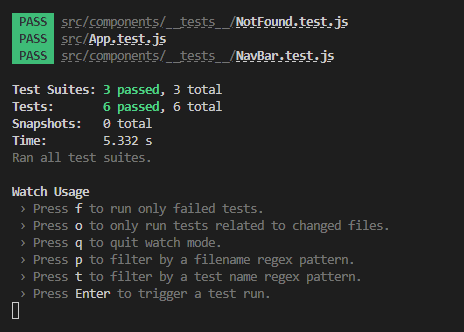 PASS src/components/__tests__/NotFound.test.js
PASS src/App.test.js
PASS src/components/__tests__/NavBar.test.js
Test Suites: 3 passed, 3 total
Tests:       6 passed, 6 total
Snapshots:   0 total
Time:        5.332 s
Ran all test suites.
Watch Usage
› Press f to run only failed tests.
› Press o to only run tests related to changed files.
› Press q to quit watch mode.
› Press p to filter by a filename regex pattern.
› Press t to filter by a test name regex pattern.
› Press Enter to trigger a test run.